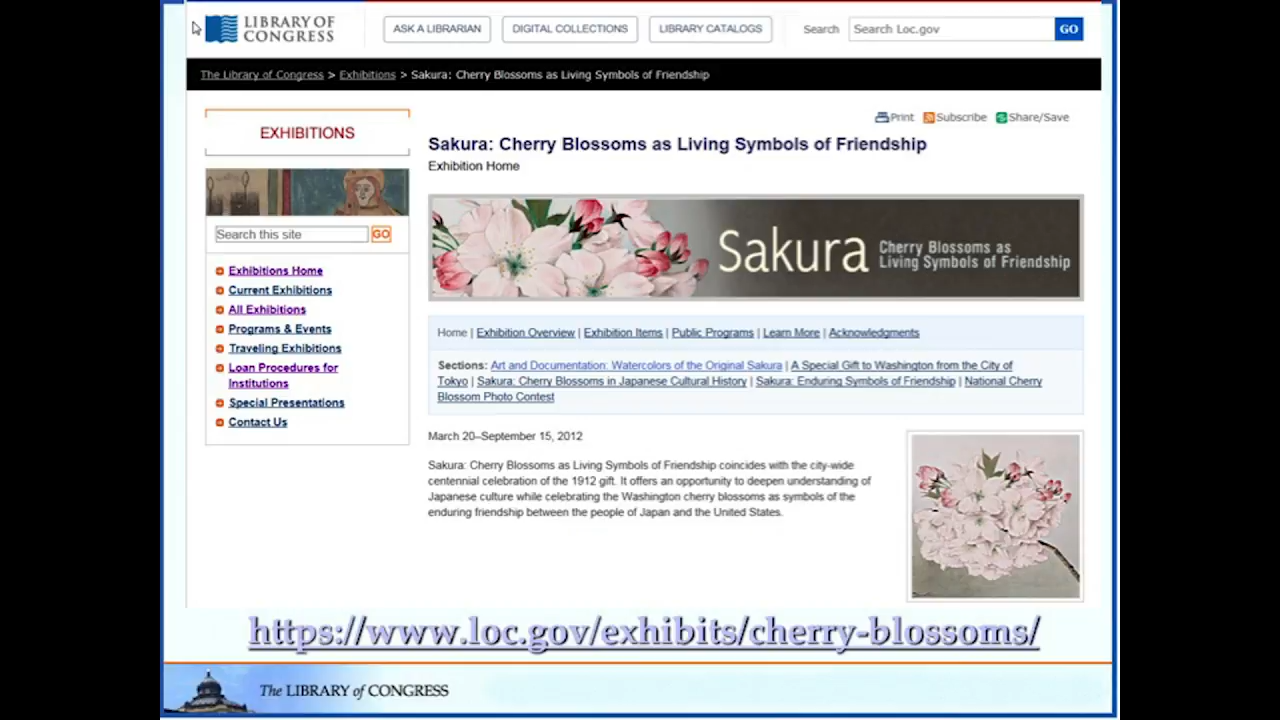 LIBRARY OF CONGRESS
ASK A LIBRARIAN
DIGITAL COLLECTIONS
LIBRARY CATALOGS
Search
Search Loc.gov
GO
The Library of Congress > Exhibitions > Sakura: Cherry Blossoms as Living Symbols of Friendship
Print
Subscribe
Share/Save
EXHIBITIONS
Search this site
GO
Exhibitions Home
Current Exhibitions
All Exhibitions
Programs & Events
Traveling Exhibitions
Loan Procedures for
Institutions
Special Presentations
Contact Us
Sakura: Cherry Blossoms as Living Symbols of Friendship
Exhibition Home
Sakura
Cherry Blossoms as
Living Symbols of Friendship
Home | Exhibition Overview | Exhibition Items | Public Programs | Learn More | Acknowledgments
Sections: Art and Documentation: Watercolors of the Original Sakura | A Special Gift to Washington from the City of
Tokyo | Sakura: Cherry Blossoms in Japanese Cultural History | Sakura: Enduring Symbols of Friendship | National Cherry
Blossom Photo Contest
March 20–September 15, 2012
Sakura: Cherry Blossoms as Living Symbols of Friendship coincides with the city-wide
centennial celebration of the 1912 gift. It offers an opportunity to deepen understanding of
Japanese culture while celebrating the Washington cherry blossoms as symbols of the
enduring friendship between the people of Japan and the United States.
https://www.loc.gov/exhibits/cherry-blossoms/
The LIBRARY of CONGRESS